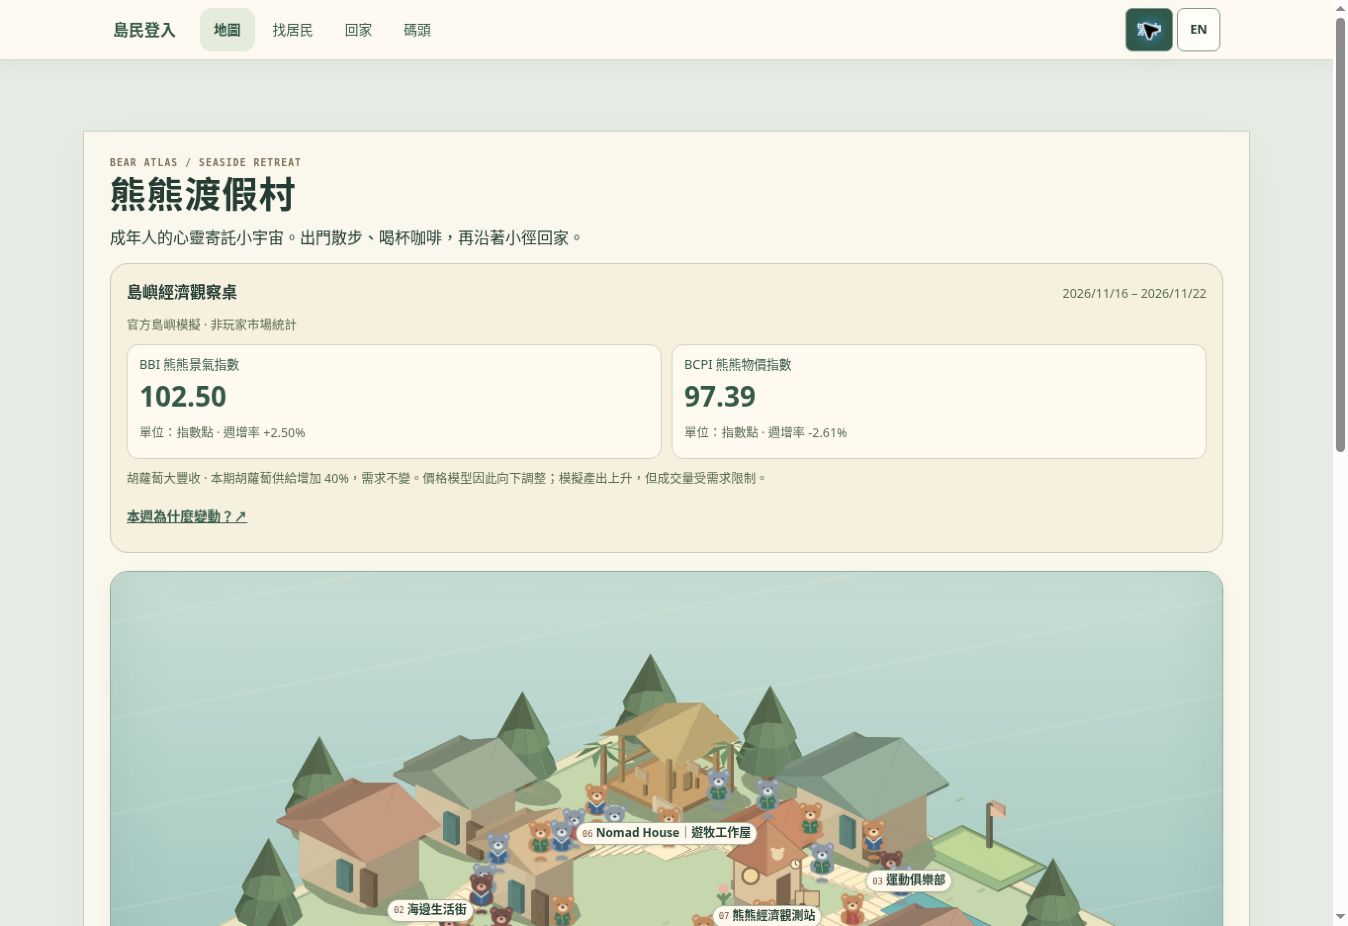 島民登入
地圖
找居民
回家
碼頭
EN
BEAR ATLAS / SEASIDE RETREAT
熊熊渡假村
成年人的心靈寄託小宇宙。出門散步、喝杯咖啡，再沿著小徑回家。
島嶼經濟觀察桌
2026/11/16 – 2026/11/22
官方島嶼模擬 · 非玩家市場統計
BBI 熊熊景氣指數
102.50
單位：指數點 · 週增率 +2.50%
BCPI 熊熊物價指數
97.39
單位：指數點 · 週增率 -2.61%
胡蘿蔔大豐收 · 本期胡蘿蔔供給增加 40%，需求不變。價格模型因此向下調整；模擬產出上升，但成交量受需求限制。
本週為什麼變動？↗
06 Nomad House｜遊牧工作屋
03 運動俱樂部
02 海邊生活街
07 熊熊經濟觀測站